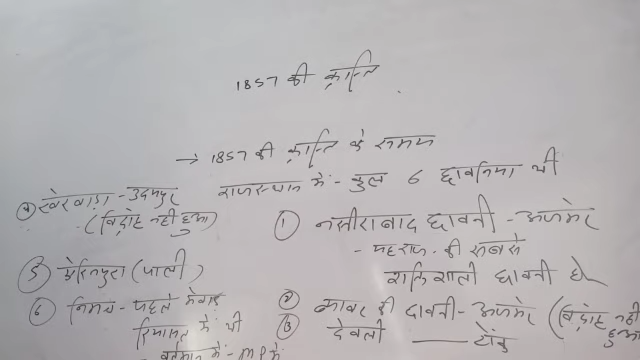 1857 की क्रान्ति
→ 1857 की क्रान्ति के समय
राजस्थान में - कुल 6 छावनिया थी
① नसीराबाद छावनी - अजमेर
- यह राज. की सबसे
शक्तिशाली छावनी है
② ब्यावर की छावनी - अजमेर (विद्रोह नही हुआ
③ देवली —— टोंक
④ खेरवाड़ा - उदयपुर
(विद्रोह नही हुआ)
⑤ एरिनपुरा (पाली)
⑥ निमच - पहले मेवाड़
रियासत मे थी
वर्तमान में - MP में